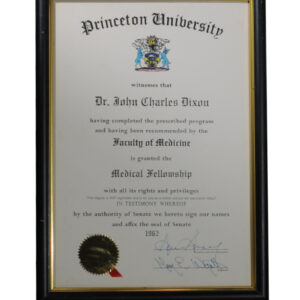 Princeton University
witnesses that
Dr. John Charles Dixon
having completed the prescribed program
and having been recommended by the
Faculty of Medicine
is granted the
Medical Fellowship
with all its rights and privileges
IN TESTIMONY WHEREOF
by the authority of Senate we hereto sign our names
and affix the seal of Senate